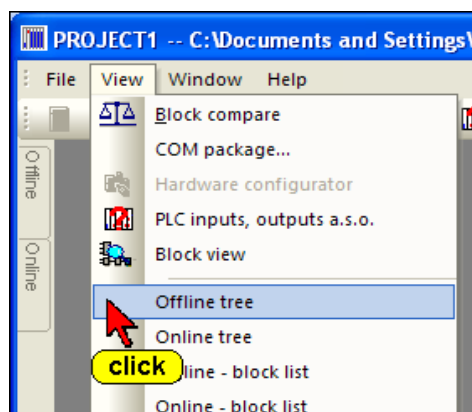 PROJECT1 -- C:\Documents and Settings\
File View Window Help
Block compare
COM package...
Hardware configurator
PLC inputs, outputs a.s.o.
Block view
Offline
Online
Offline tree
Online tree
click
line - block list
Online - block list